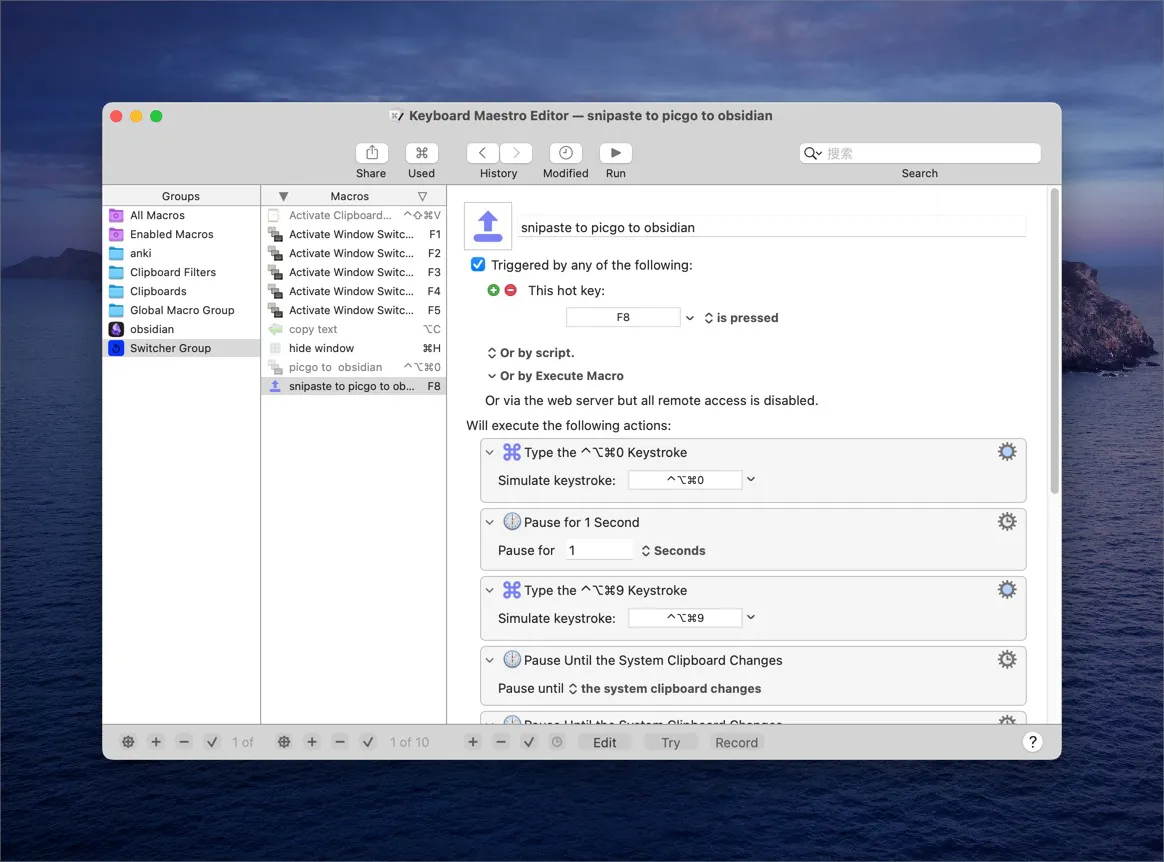 Keyboard Maestro Editor — snipaste to picgo to obsidian
Share
Used
History
Modified
Run
搜索
Search
Groups
All Macros
Enabled Macros
anki
Clipboard Filters
Clipboards
Global Macro Group
obsidian
Switcher Group
Macros
Activate Clipboard... ^⇧⌘V
Activate Window Switc... F1
Activate Window Switc... F2
Activate Window Switc... F3
Activate Window Switc... F4
Activate Window Switc... F5
copy text ⌥C
hide window ⌘H
picgo to obsidian ^⌥⌘0
snipaste to picgo to ob... F8
snipaste to picgo to obsidian
Triggered by any of the following:
This hot key:
F8 is pressed
Or by script.
Or by Execute Macro
Or via the web server but all remote access is disabled.
Will execute the following actions:
Type the ^⌥⌘0 Keystroke
Simulate keystroke: ^⌥⌘0
Pause for 1 Second
Pause for 1 Seconds
Type the ^⌥⌘9 Keystroke
Simulate keystroke: ^⌥⌘9
Pause Until the System Clipboard Changes
Pause until the system clipboard changes
Pause Until the System Clipboard Changes
1 of
1 of 10
Edit
Try
Record
?